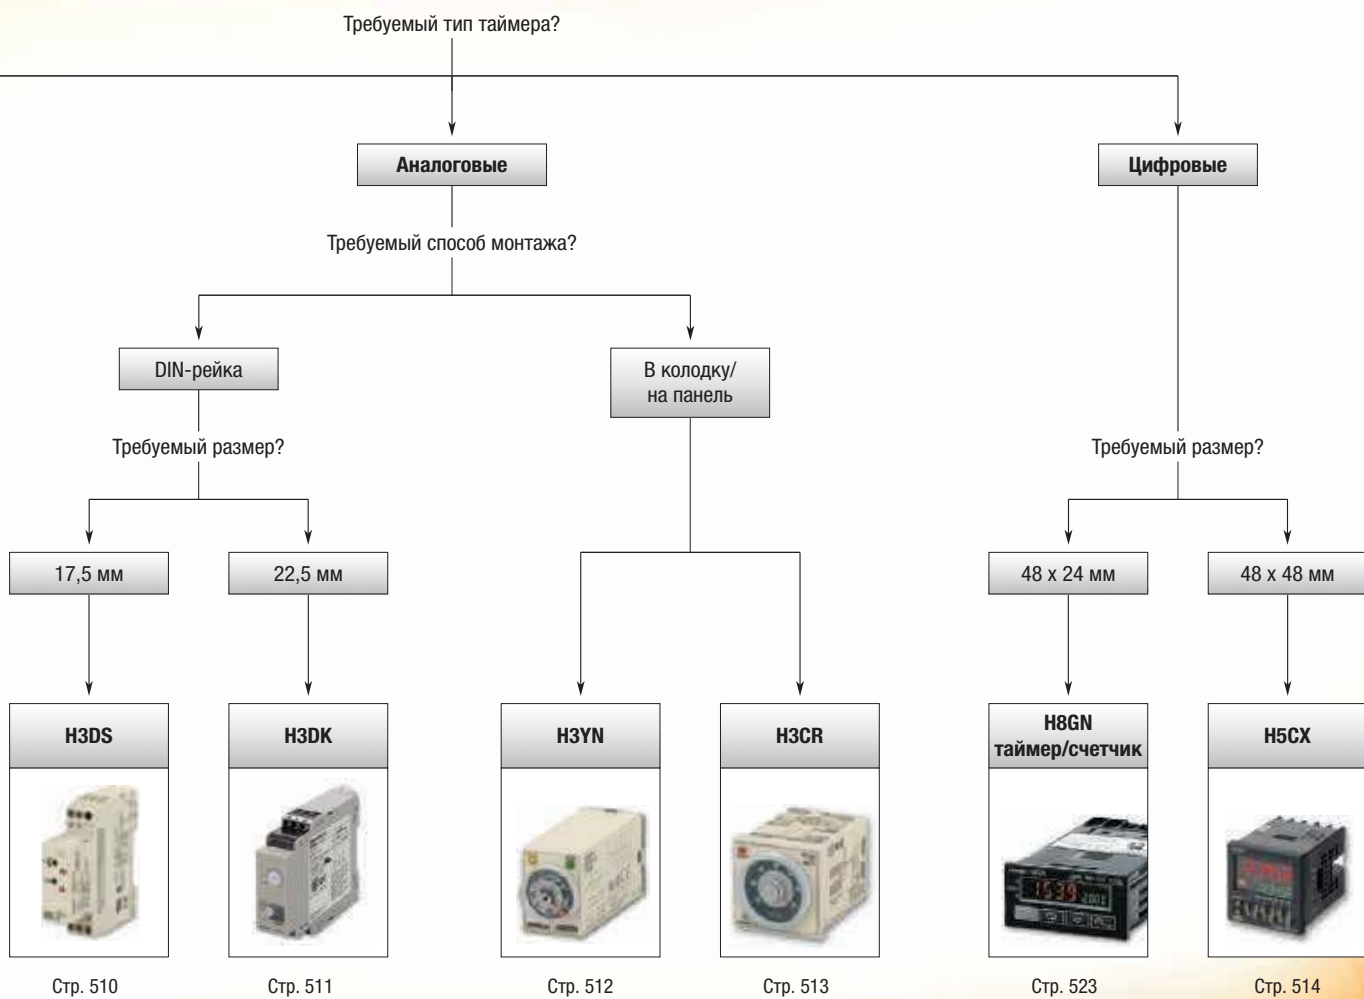 Требуемый тип таймера?
Аналоговые
Цифровые
Требуемый способ монтажа?
DIN-рейка
В колодку/
на панель
Требуемый размер?
Требуемый размер?
17,5 мм
22,5 мм
48 x 24 мм
48 x 48 мм
H3DS
H3DK
H3YN
H3CR
H8GN
таймер/счетчик
H5CX
Стр. 510
Стр. 511
Стр. 512
Стр. 513
Стр. 523
Стр. 514